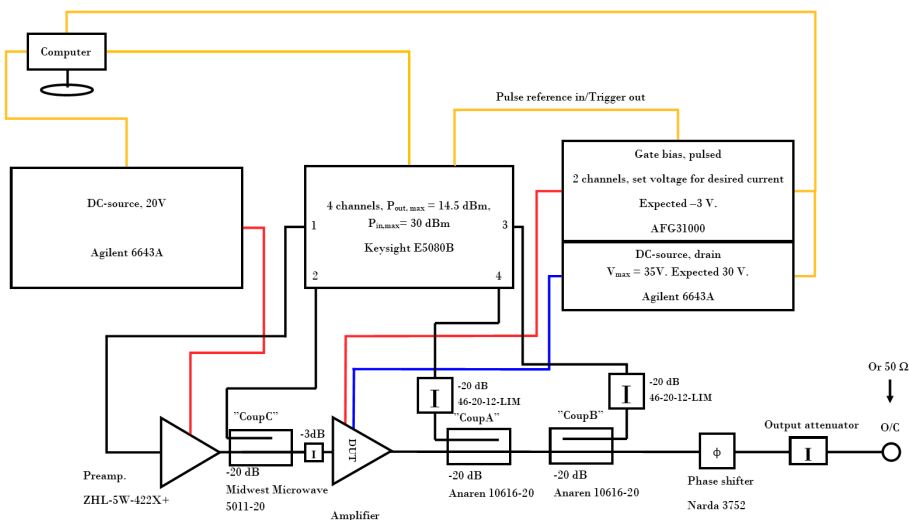 Computer
Pulse reference in/Trigger out
DC-source, 20V
Agilent 6643A
4 channels, Pout, max = 14.5 dBm,
Pin,max= 30 dBm
Keysight E5080B
1
3
2
4
Gate bias, pulsed
2 channels, set voltage for desired current
Expected –3 V.
AFG31000
DC-source, drain
Vmax = 35V. Expected 30 V.
Agilent 6643A
Or 50 Ω
O/C
-20 dB
46-20-12-LIM
I
-20 dB
46-20-12-LIM
I
"CoupC"
-3dB
I
DUT
"CoupA"
"CoupB"
Output attenuator
I
ϕ
Preamp.
ZHL-5W-422X+
-20 dB
Midwest Microwave
5011-20
Amplifier
-20 dB
Anaren 10616-20
-20 dB
Anaren 10616-20
Phase shifter
Narda 3752